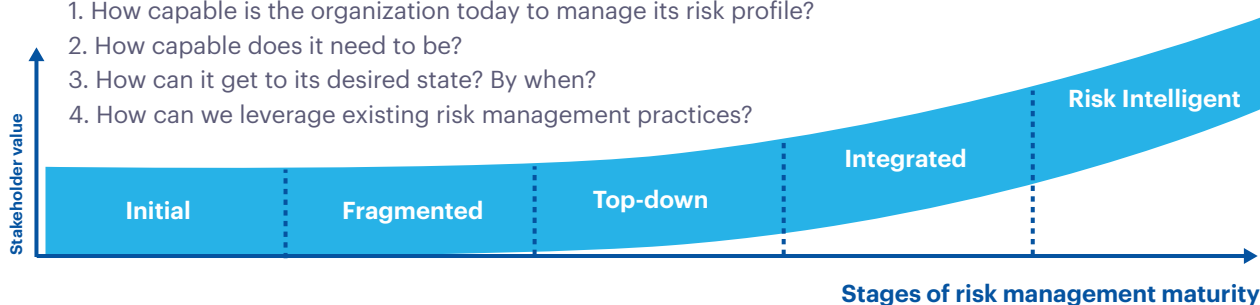 1. How capable is the organization today to manage its risk profile?
2. How capable does it need to be?
3. How can it get to its desired state? By when?
4. How can we leverage existing risk management practices?
Stakeholder value
Initial
Fragmented
Top-down
Integrated
Risk Intelligent
Stages of risk management maturity